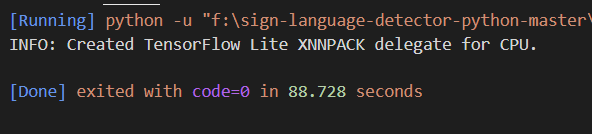 [Running] python -u "f:\sign-language-detector-python-master\
INFO: Created TensorFlow Lite XNNPACK delegate for CPU.
[Done] exited with code=0 in 88.728 seconds